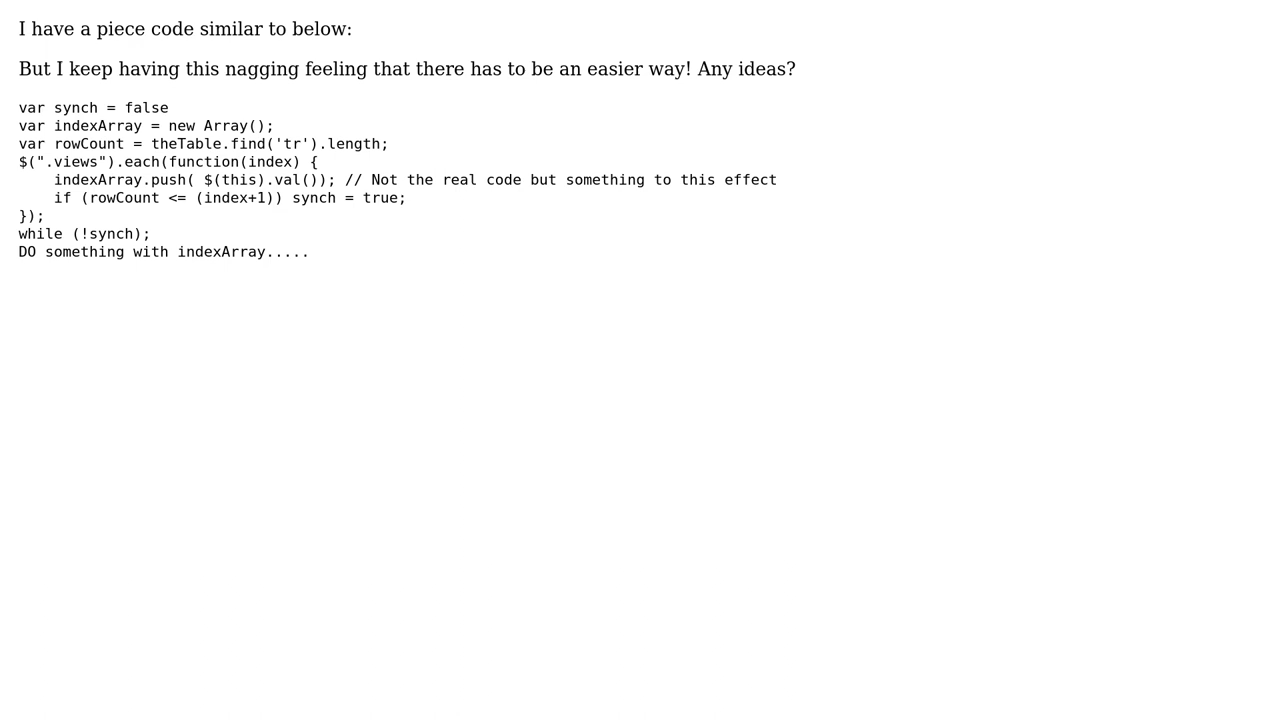 I have a piece code similar to below:
But I keep having this nagging feeling that there has to be an easier way! Any ideas?
var synch = false
var indexArray = new Array();
var rowCount = theTable.find('tr').length;
$(".views").each(function(index) {
    indexArray.push( $(this).val()); // Not the real code but something to this effect
    if (rowCount <= (index+1)) synch = true;
});
while (!synch);
DO something with indexArray.....